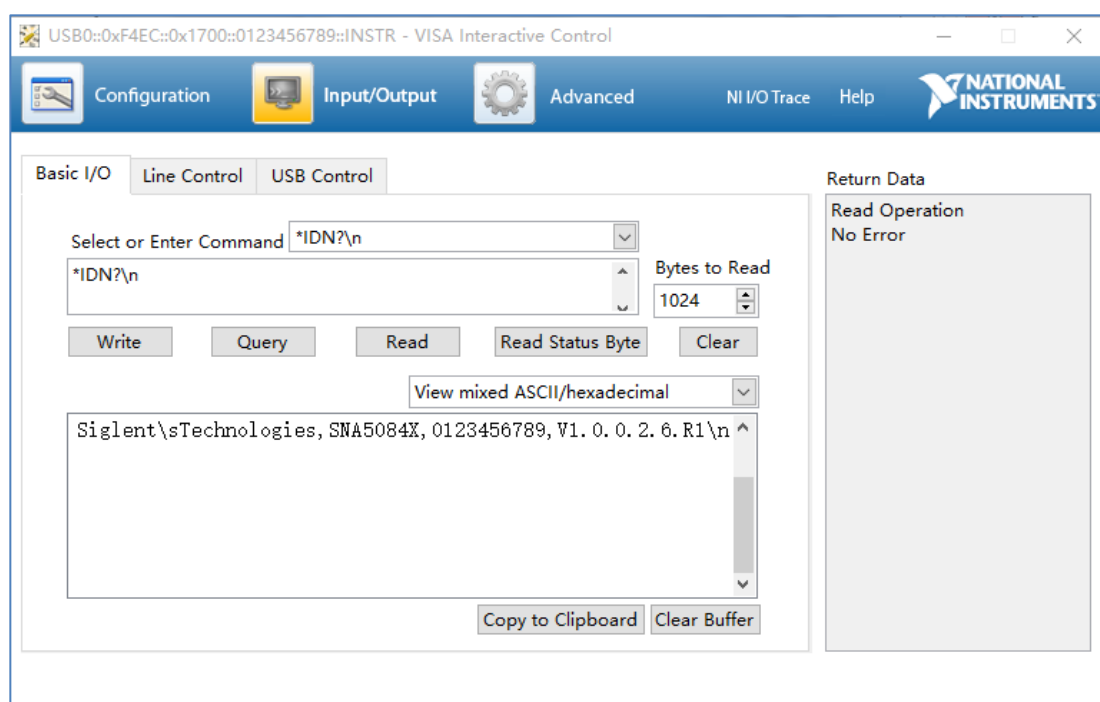 USB0::0xF4EC::0x1700::0123456789::INSTR - VISA Interactive Control
Configuration Input/Output Advanced NI I/O Trace Help NATIONAL INSTRUMENTS
Basic I/O Line Control USB Control
Return Data
Read Operation
No Error
Select or Enter Command *IDN?\n
*IDN?\n
Bytes to Read
1024
Write Query Read Read Status Byte Clear
View mixed ASCII/hexadecimal
Siglent\sTechnologies,SNA5084X,0123456789,V1.0.0.2.6.R1\n
Copy to Clipboard Clear Buffer